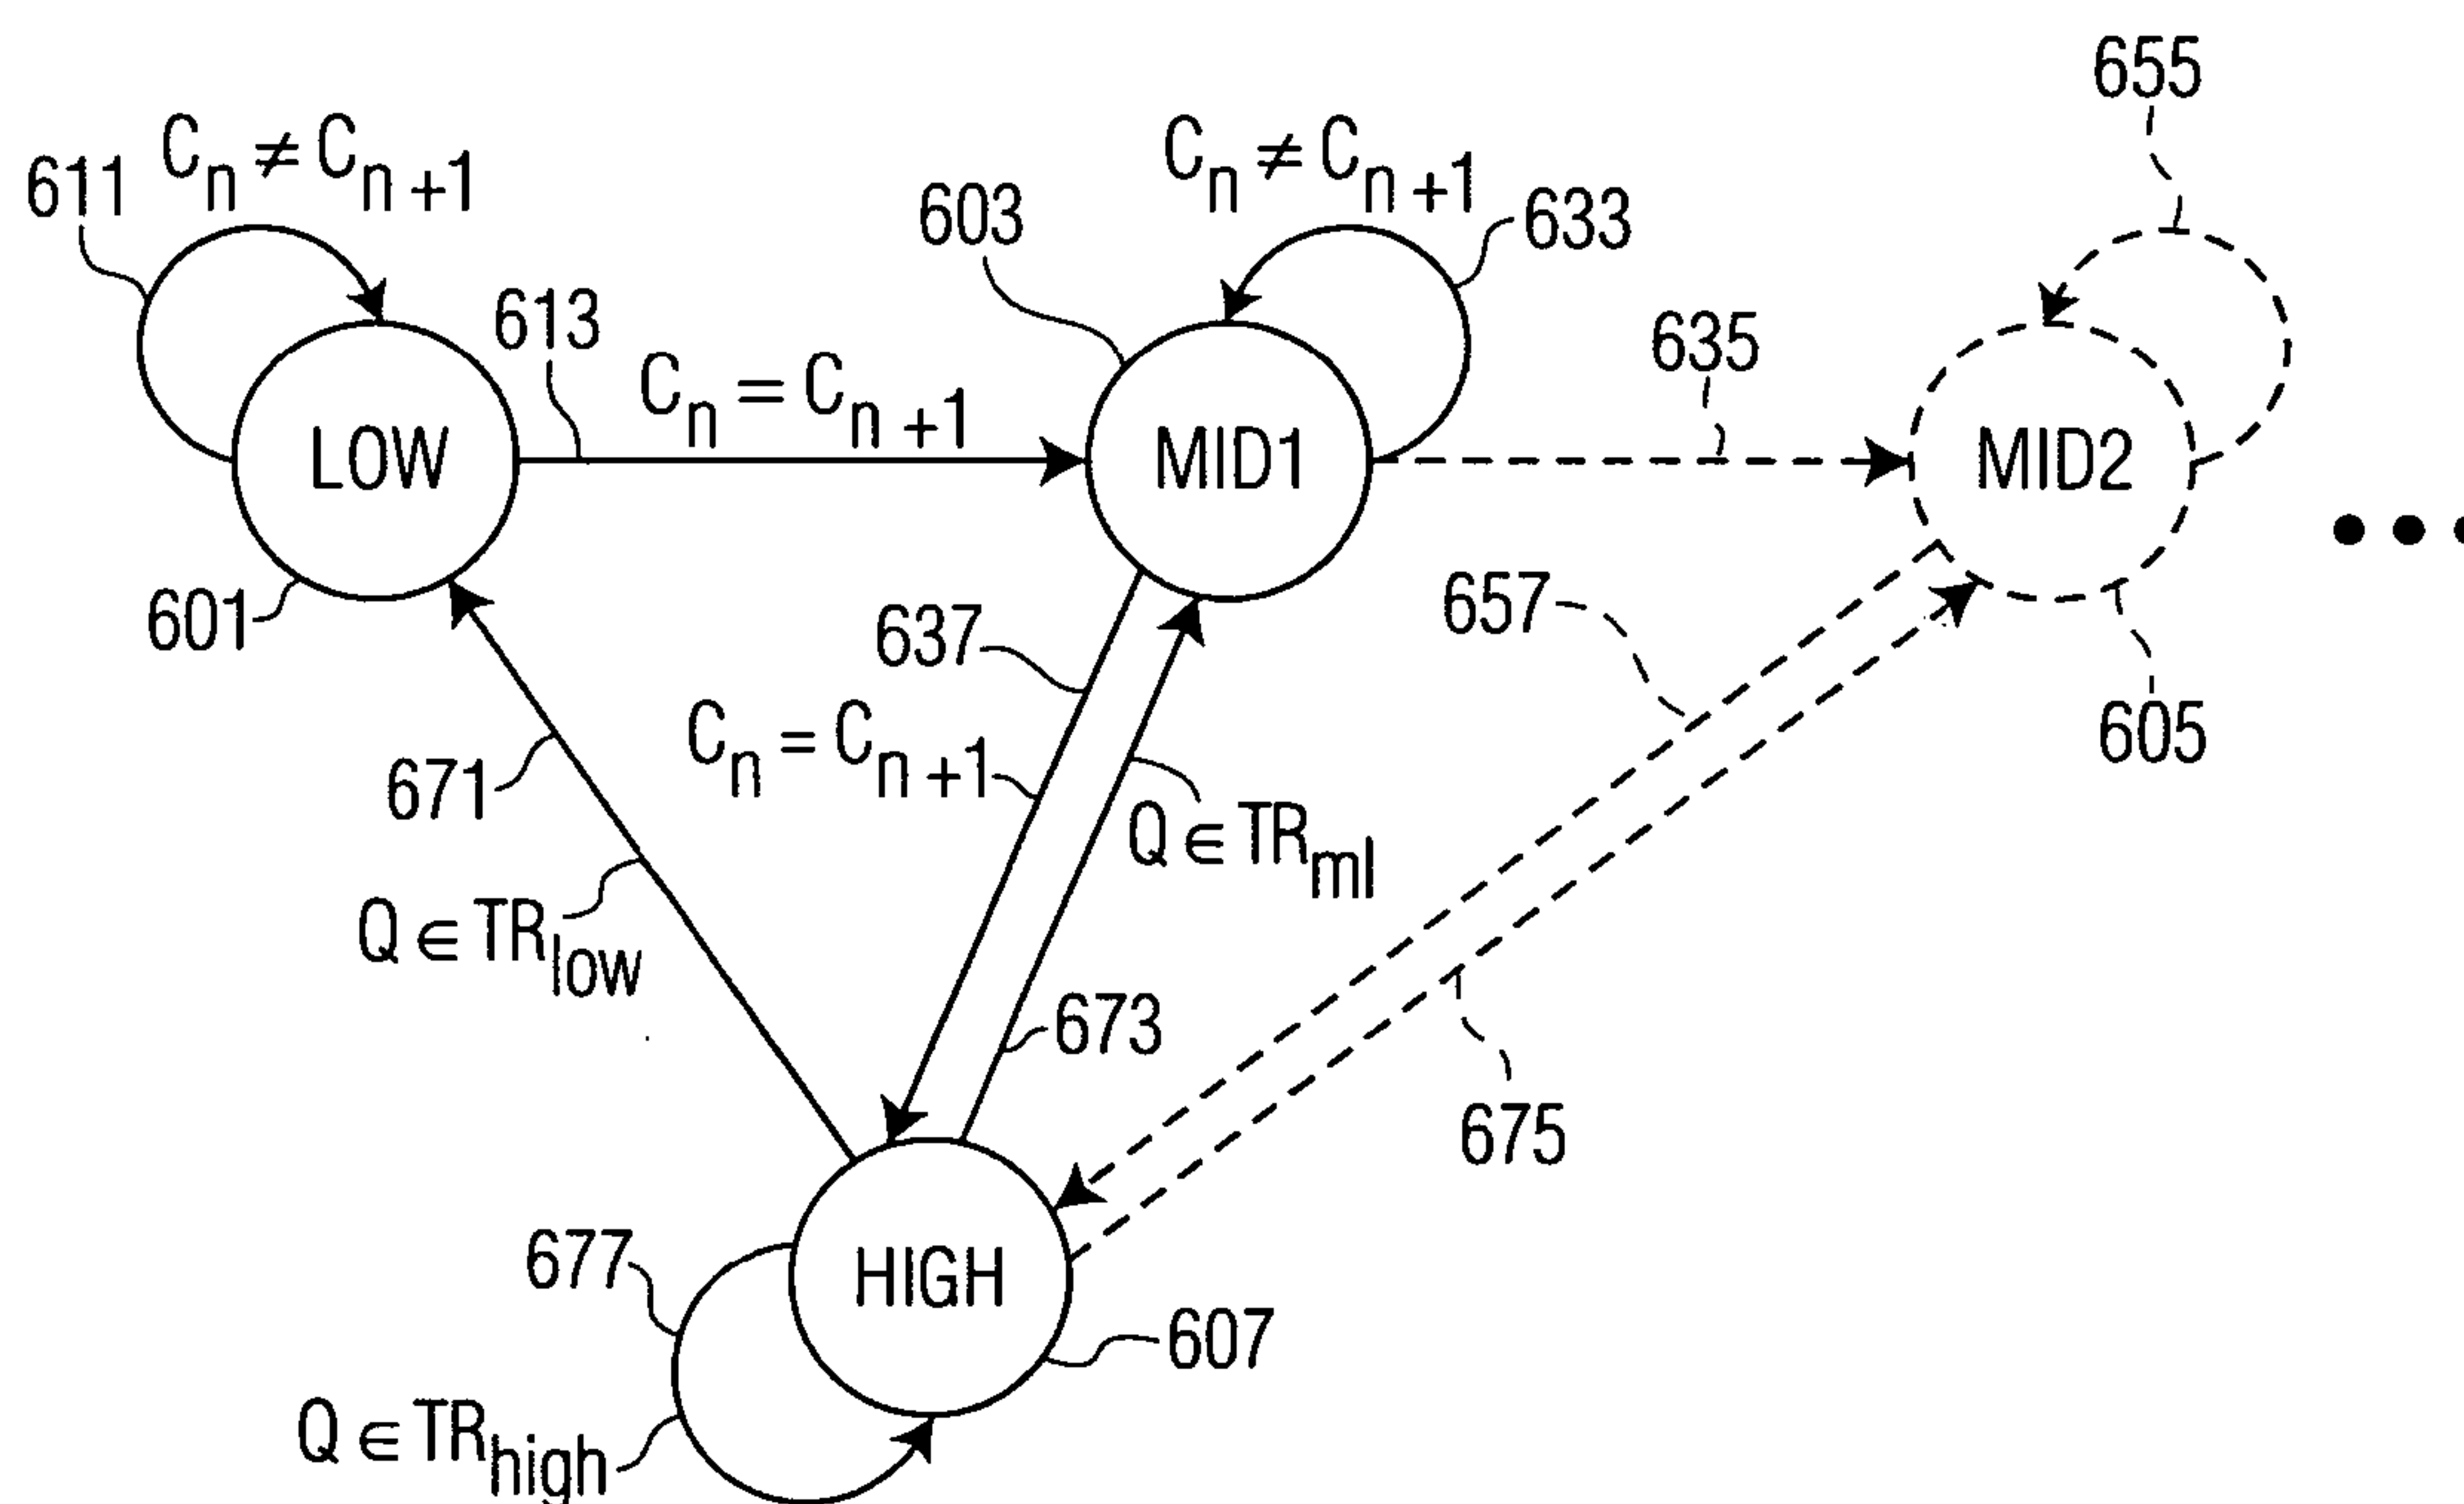 655
611
Cn ≠ Cn+1
603
Cn ≠ Cn+1
633
613
Cn = Cn+1
635
LOW
MID1
MID2
601
637
657
605
671
Cn = Cn+1
Q ∈ TRml
Q ∈ TRlow
673
675
677
HIGH
607
Q ∈ TRhigh